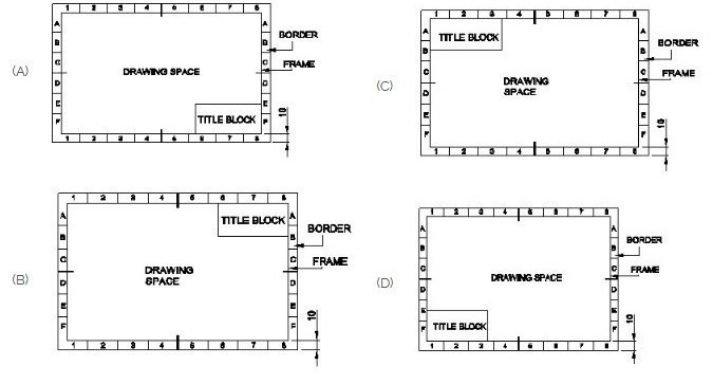 (A)
1 2 3 4 5 6 7 8
A A
B B
C C
D D
E E
F F
DRAWING SPACE
TITLE BLOCK
BORDER
FRAME
10
1 2 3 4 5 6 7 8
(C)
1 2 3 4 5 6 7 8
A A
B B
C C
D D
E E
F F
TITLE BLOCK
DRAWING
SPACE
BORDER
FRAME
10
1 2 3 4 5 6 7 8
(B)
1 2 3 4 5 6 7 8
A A
B B
C C
D D
E E
F F
TITLE BLOCK
DRAWING
SPACE
BORDER
FRAME
10
1 2 3 4 5 6 7 8
(D)
1 2 3 4 5 6 7 8
A A
B B
C C
D D
E E
F F
DRAWING SPACE
TITLE BLOCK
BORDER
FRAME
10
1 2 3 4 5 6 7 8